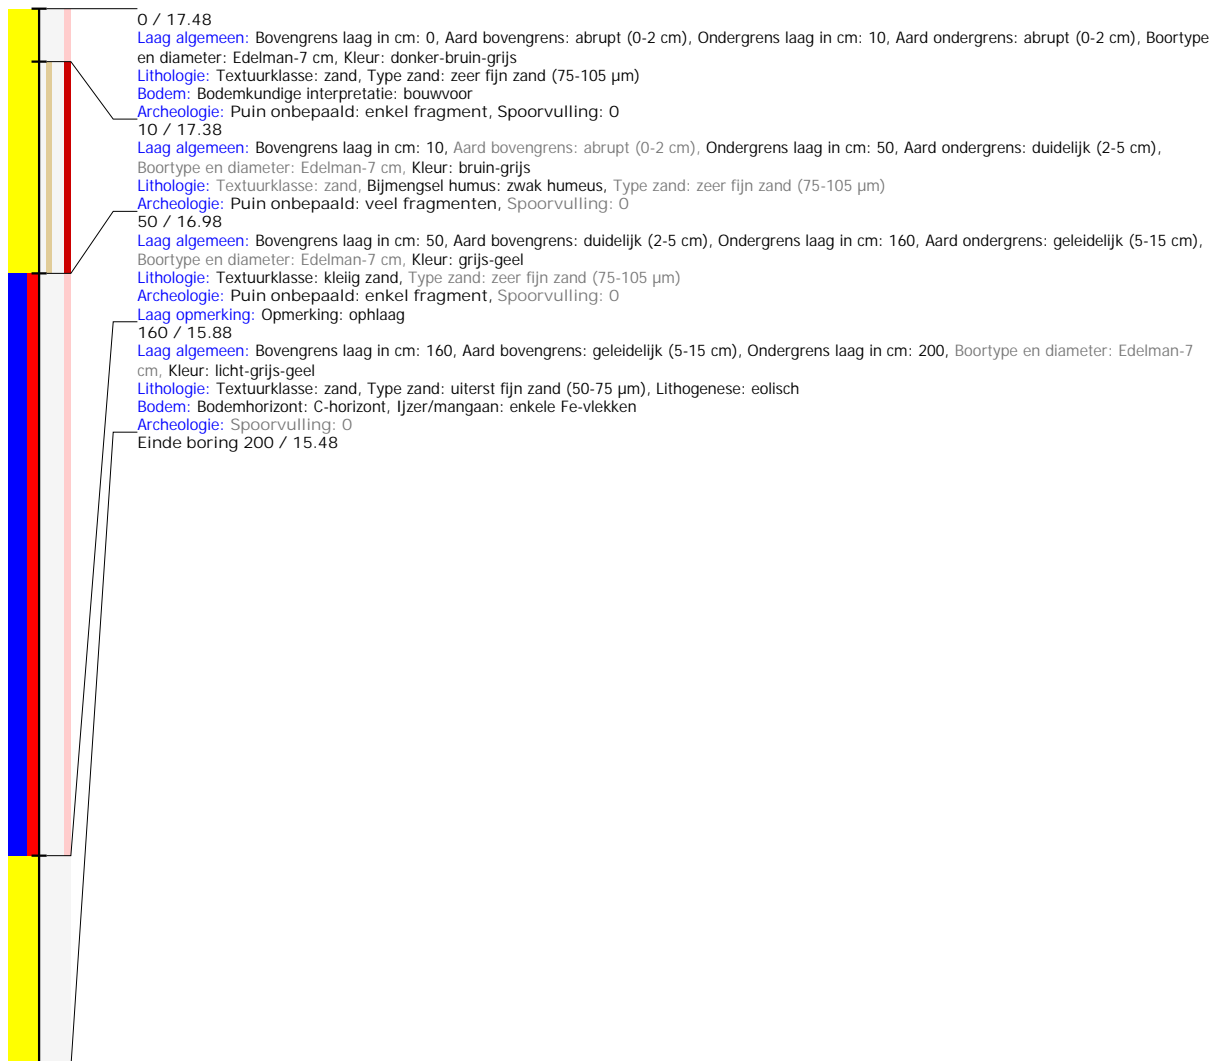 0 / 17.48
Laag algemeen: Bovengrens laag in cm: 0, Aard bovengrens: abrupt (0-2 cm), Ondergrens laag in cm: 10, Aard ondergrens: abrupt (0-2 cm), Boortype
en diameter: Edelman-7 cm, Kleur: donker-bruin-grijs
Lithologie: Textuurklasse: zand, Type zand: zeer fijn zand (75-105 µm)
Bodem: Bodemkundige interpretatie: bouwvoor
Archeologie: Puin onbepaald: enkel fragment, Spoorvulling: 0
10 / 17.38
Laag algemeen: Bovengrens laag in cm: 10, Aard bovengrens: abrupt (0-2 cm), Ondergrens laag in cm: 50, Aard ondergrens: duidelijk (2-5 cm),
Boortype en diameter: Edelman-7 cm, Kleur: bruin-grijs
Lithologie: Textuurklasse: zand, Bijmengsel humus: zwak humeus, Type zand: zeer fijn zand (75-105 µm)
Archeologie: Puin onbepaald: veel fragmenten, Spoorvulling: 0
50 / 16.98
Laag algemeen: Bovengrens laag in cm: 50, Aard bovengrens: duidelijk (2-5 cm), Ondergrens laag in cm: 160, Aard ondergrens: geleidelijk (5-15 cm),
Boortype en diameter: Edelman-7 cm, Kleur: grijs-geel
Lithologie: Textuurklasse: kleiig zand, Type zand: zeer fijn zand (75-105 µm)
Archeologie: Puin onbepaald: enkel fragment, Spoorvulling: 0
Laag opmerking: Opmerking: ophlaag
160 / 15.88
Laag algemeen: Bovengrens laag in cm: 160, Aard bovengrens: geleidelijk (5-15 cm), Ondergrens laag in cm: 200, Boortype en diameter: Edelman-7
cm, Kleur: licht-grijs-geel
Lithologie: Textuurklasse: zand, Type zand: uiterst fijn zand (50-75 µm), Lithogenese: eolisch
Bodem: Bodemhorizont: C-horizont, Ijzer/mangaan: enkele Fe-vlekken
Archeologie: Spoorvulling: 0
Einde boring 200 / 15.48